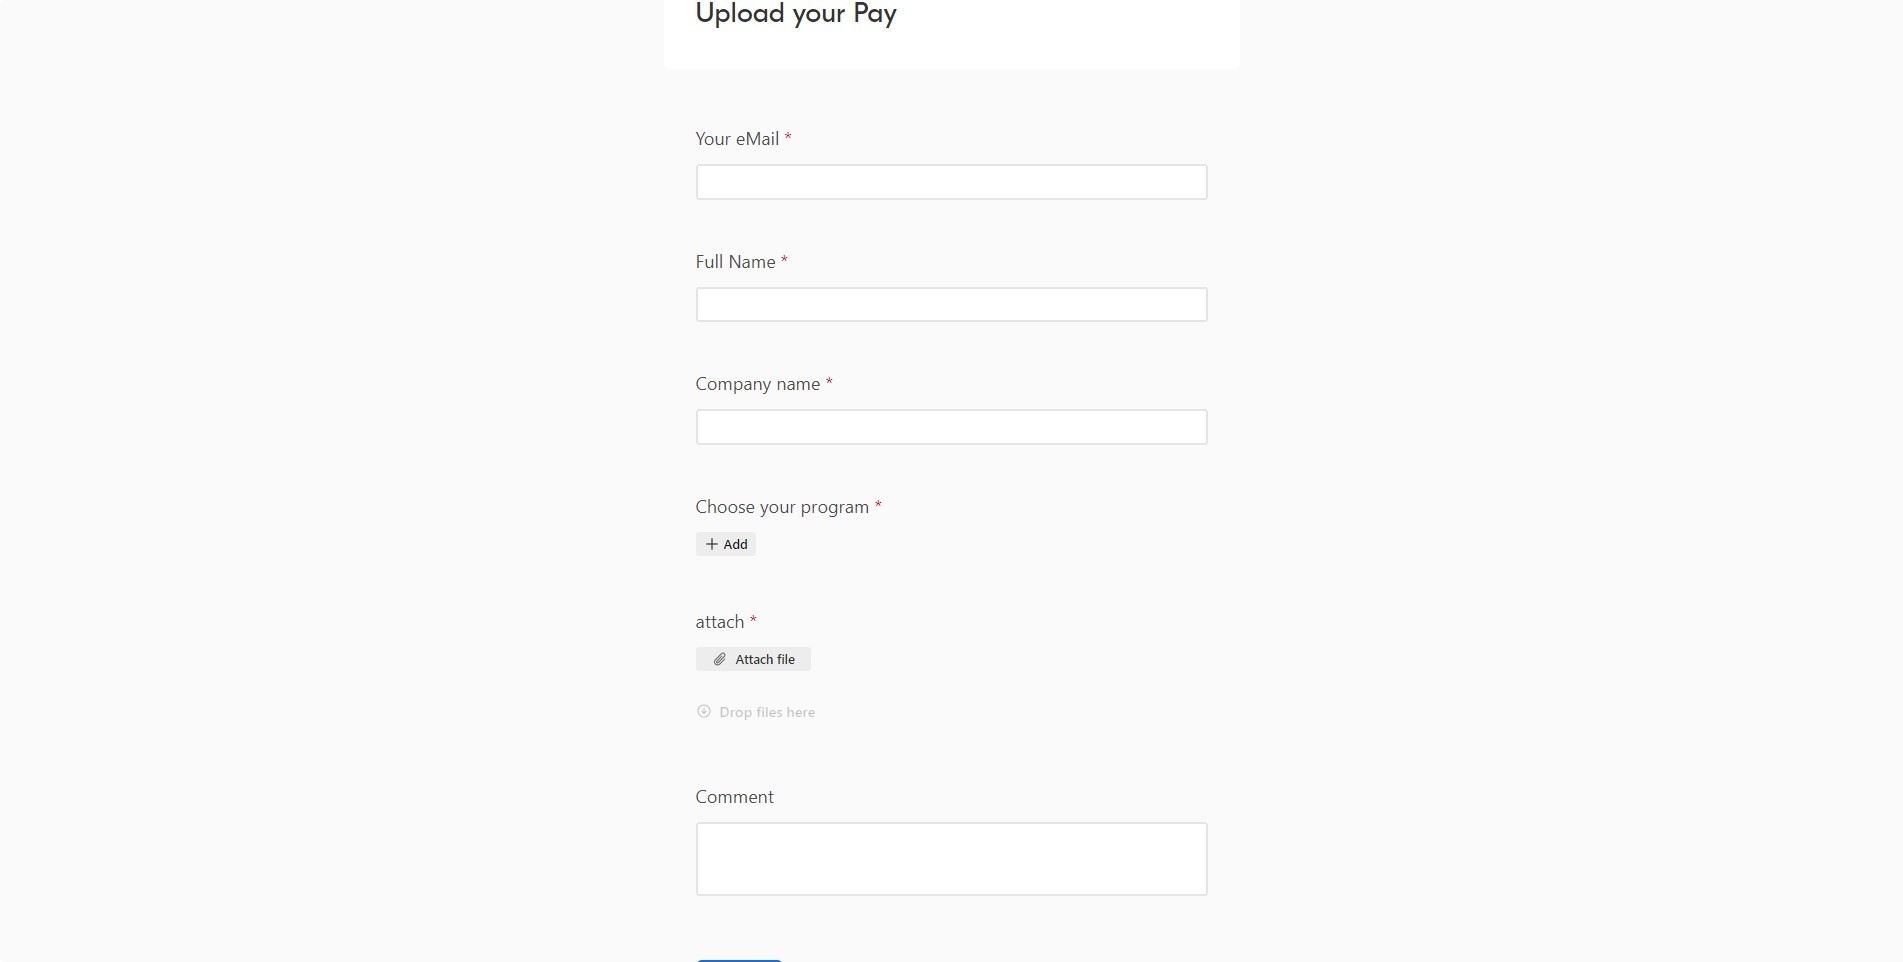 Upload your Pay
Your eMail *
Full Name *
Company name *
Choose your program *
Add
attach *
Attach file
Drop files here
Comment